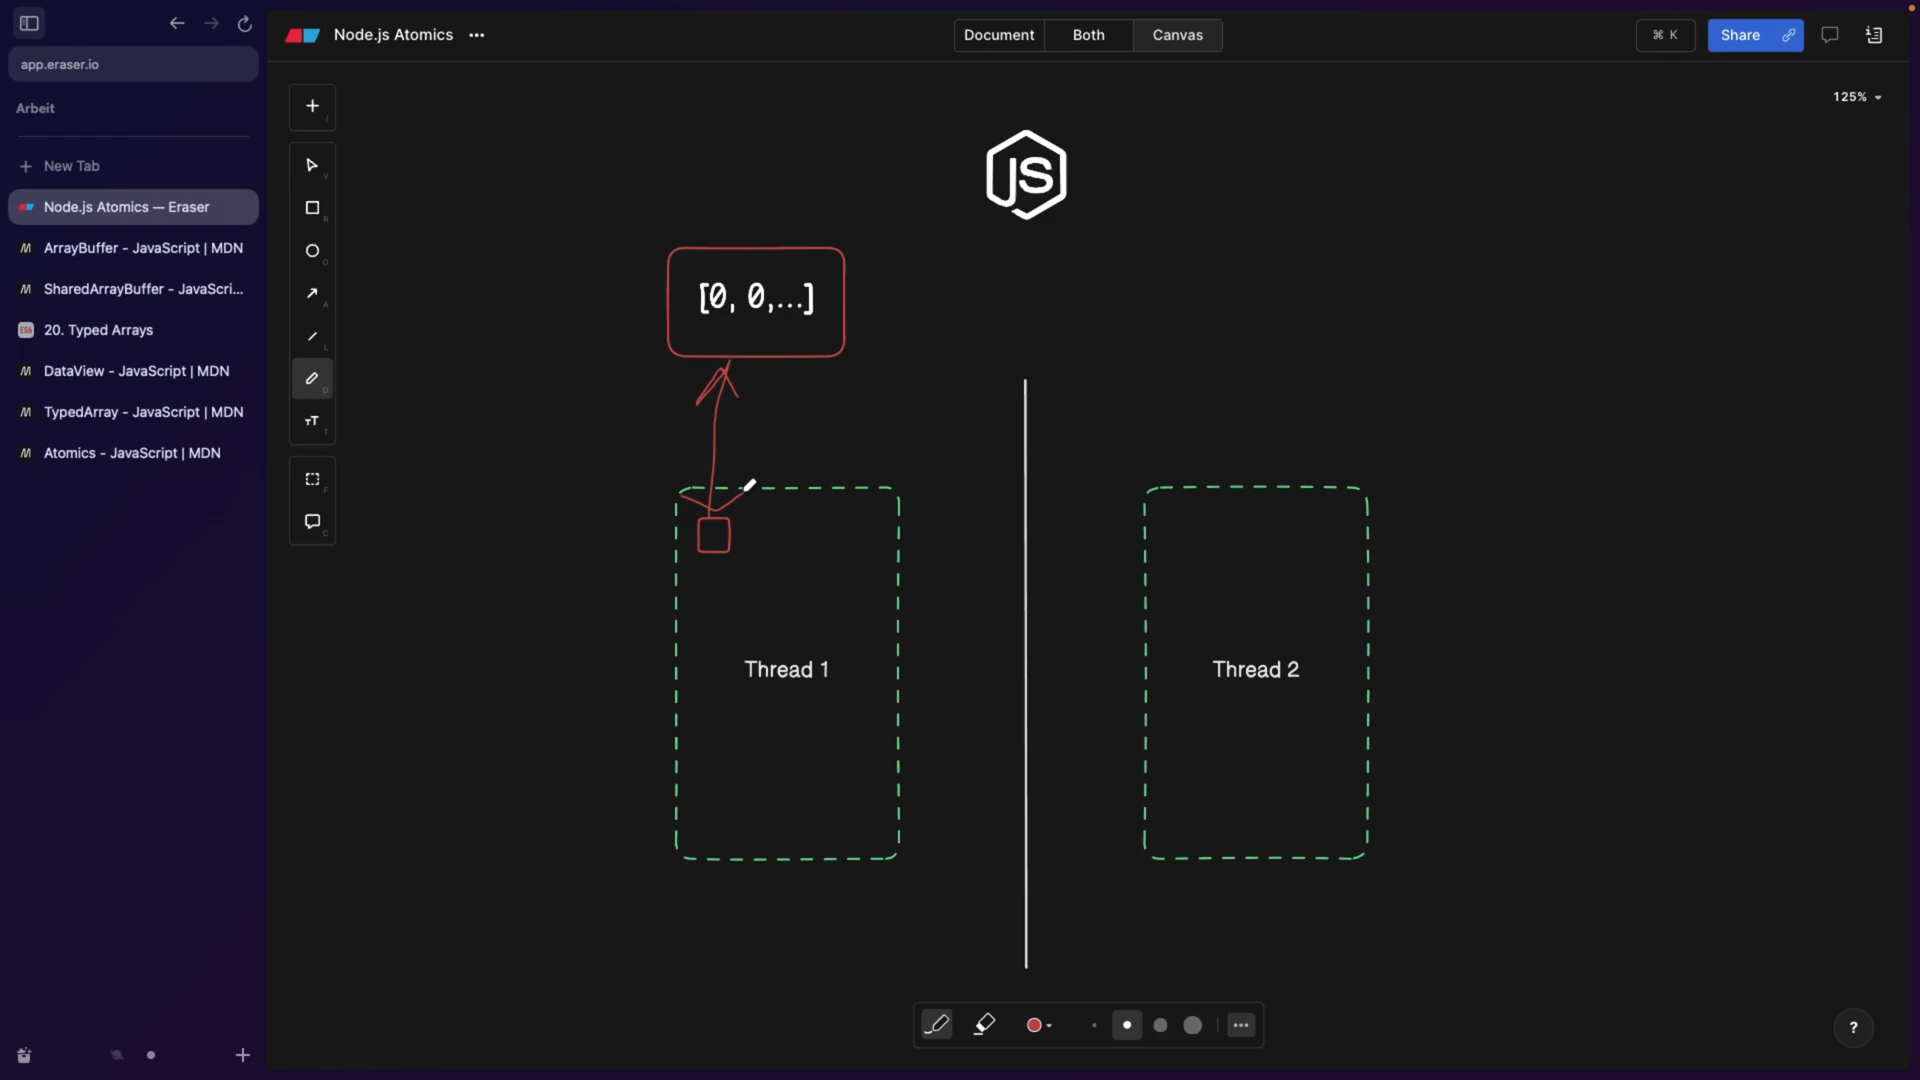 app.eraser.io
Arbeit
New Tab
Node.js Atomics — Eraser
ArrayBuffer - JavaScript | MDN
SharedArrayBuffer - JavaScri...
20. Typed Arrays
DataView - JavaScript | MDN
TypedArray - JavaScript | MDN
Atomics - JavaScript | MDN
Node.js Atomics
Document
Both
Canvas
⌘ K
Share
125%
/
V
R
O
A
L
D
TT
T
F
C
JS
[0, 0,...]
Thread 1
Thread 2
?